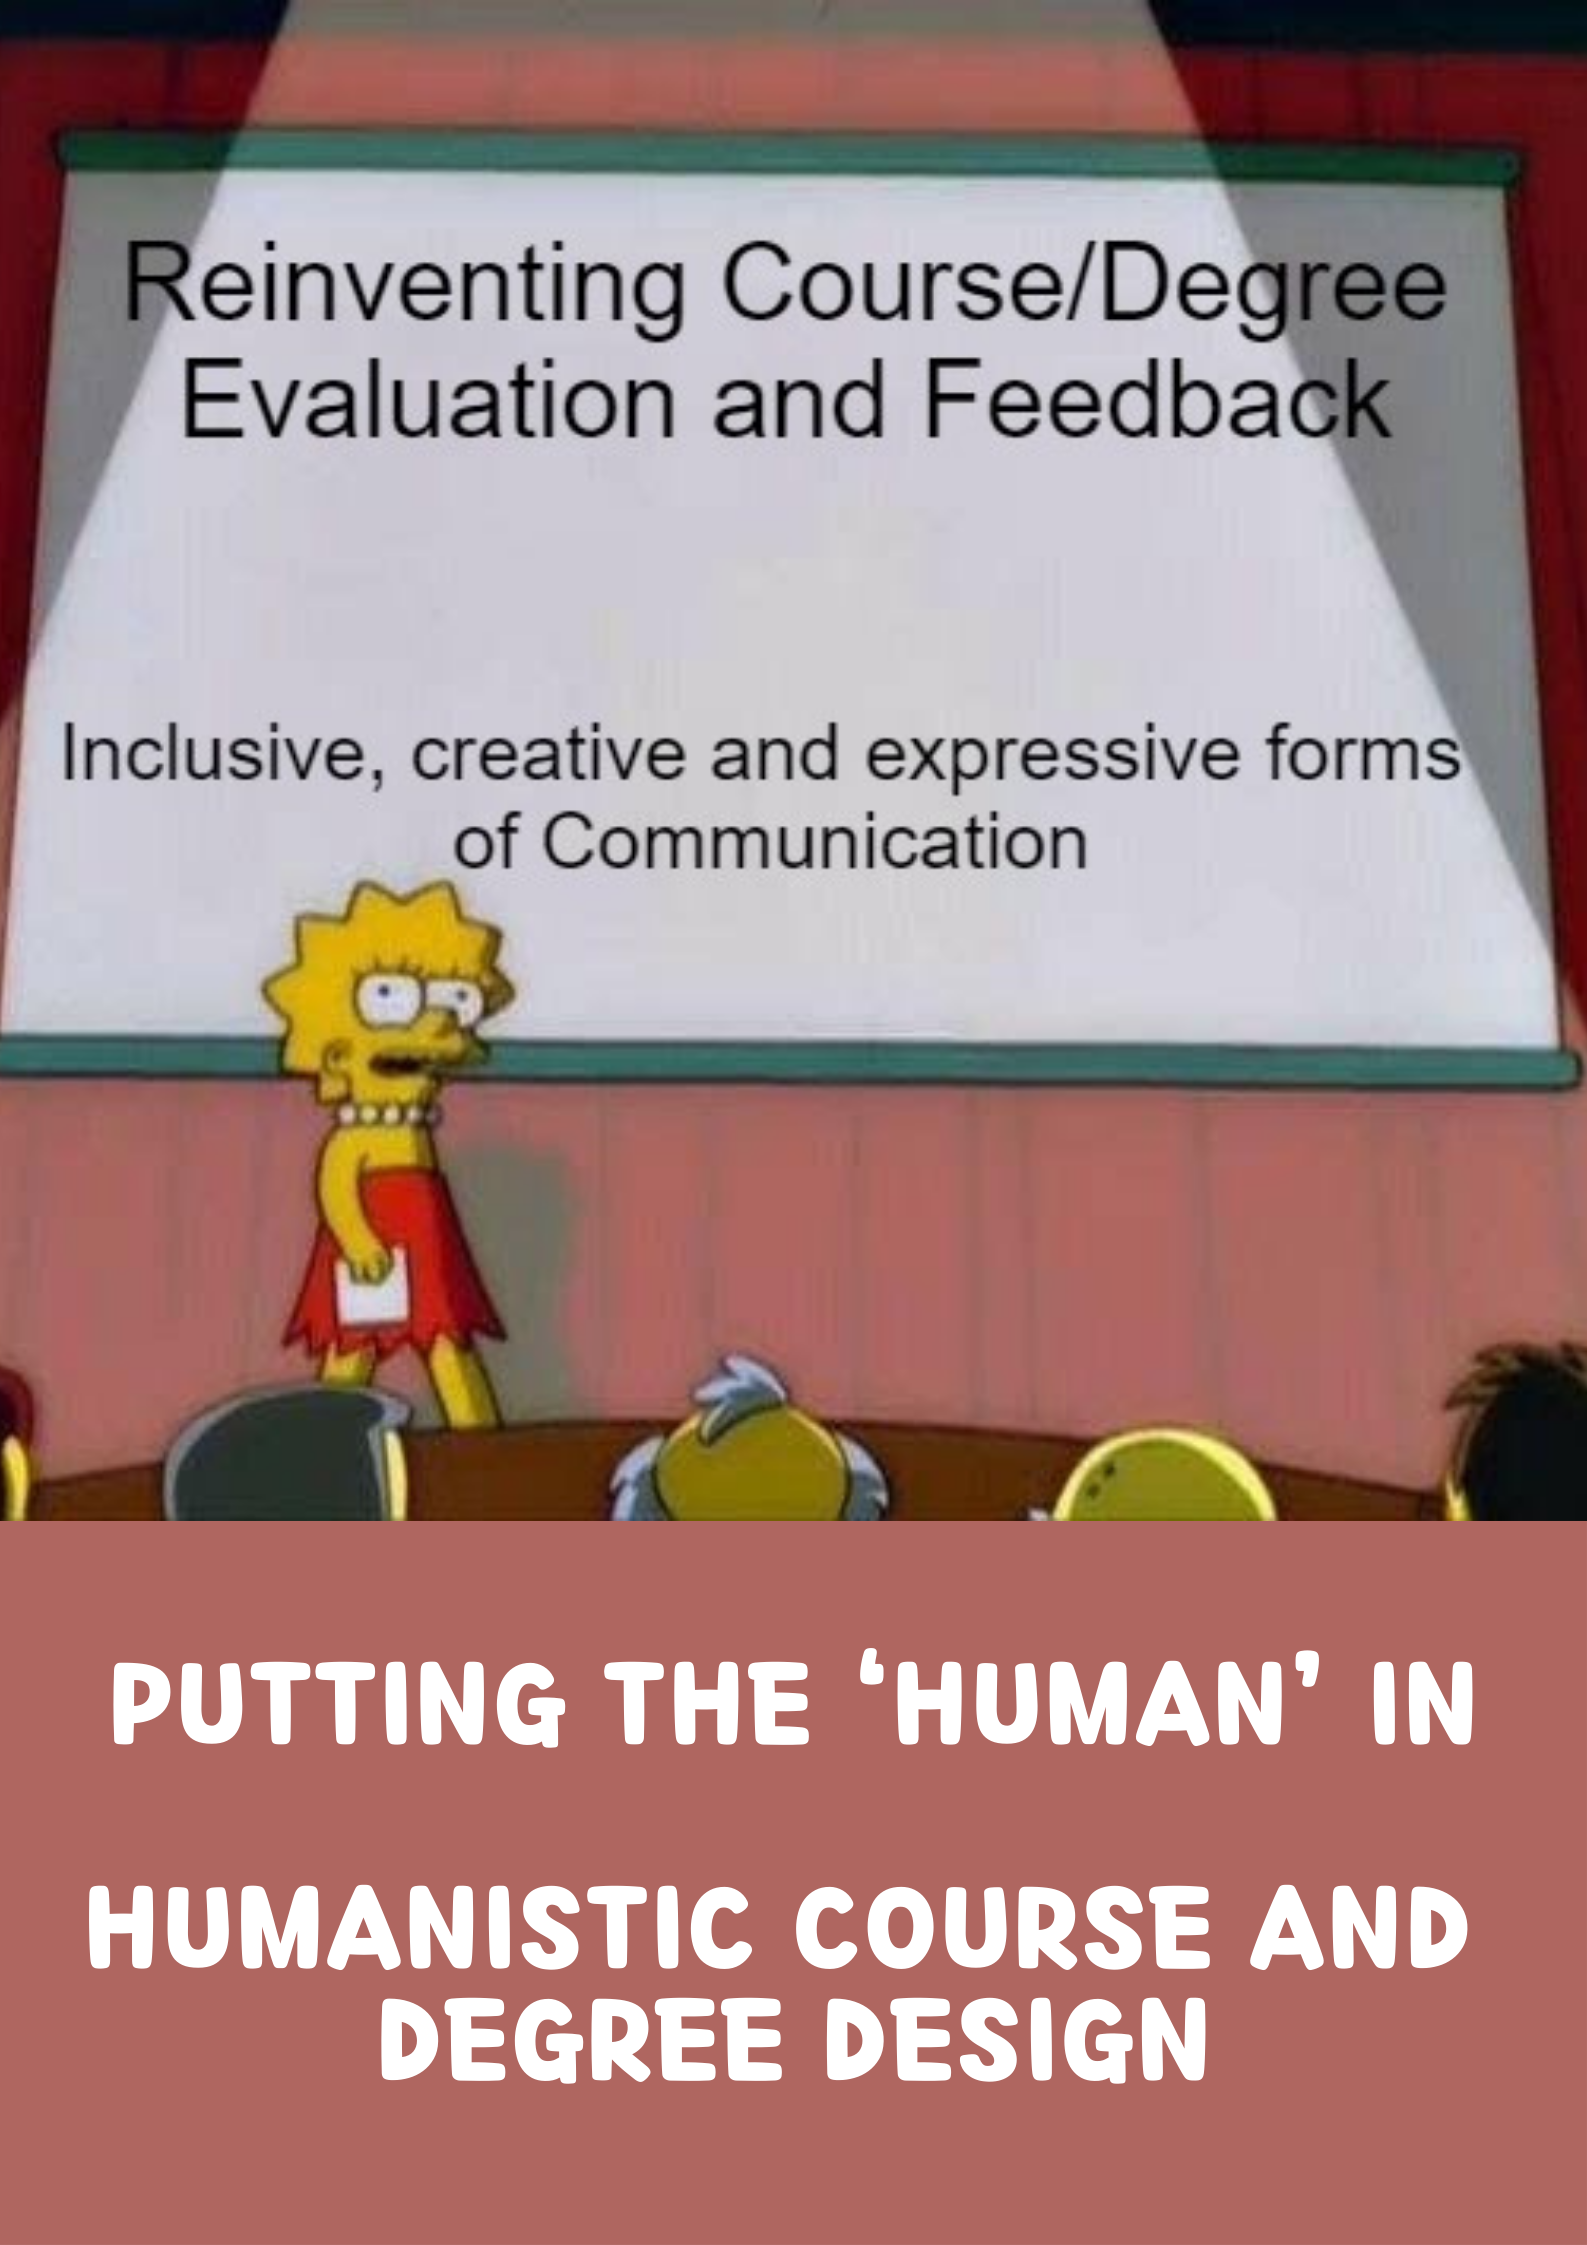 Reinventing Course/Degree
Evaluation and Feedback
Inclusive, creative and expressive forms
of Communication
PUTTING THE ‘HUMAN’ IN
HUMANISTIC COURSE AND
DEGREE DESIGN